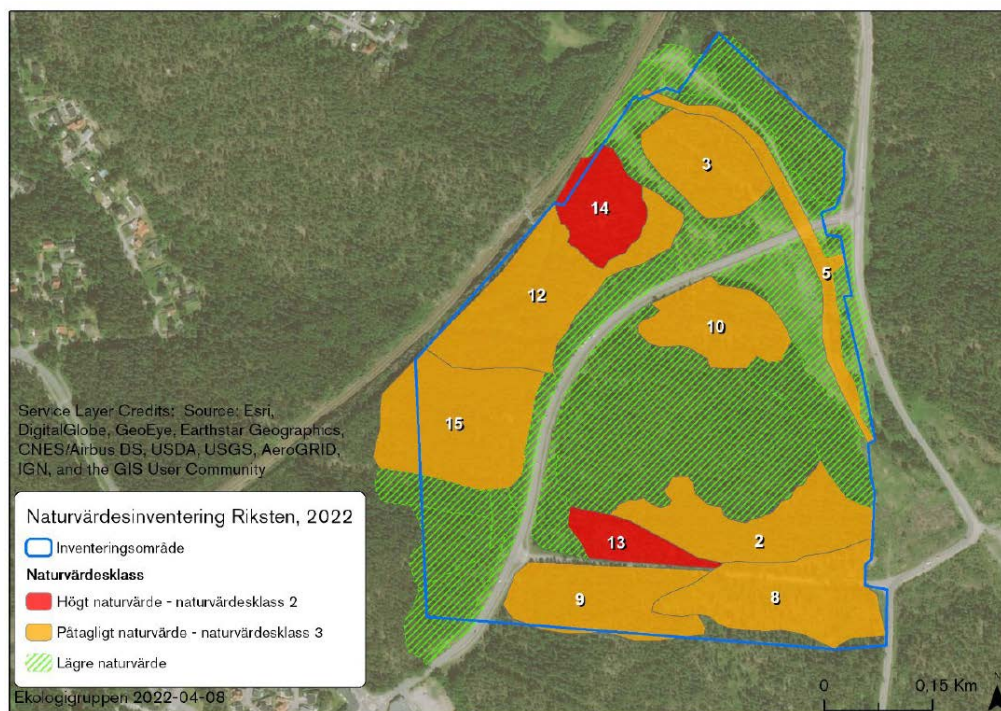 3
14
5
12
10
15
Service Layer Credits: Source: Esri,
DigitalGlobe, GeoEye, Earthstar Geographics,
CNES/Airbus DS, USDA, USGS, AeroGRID,
IGN, and the GIS User Community
13
2
9
8
Naturvärdesinventering Riksten, 2022
Inventeringsområde
Naturvärdesklass
Högt naturvärde - naturvärdesklass 2
Påtagligt naturvärde - naturvärdesklass 3
Lägre naturvärde
Ekologigruppen 2022-04-08
0 0,15 Km
N